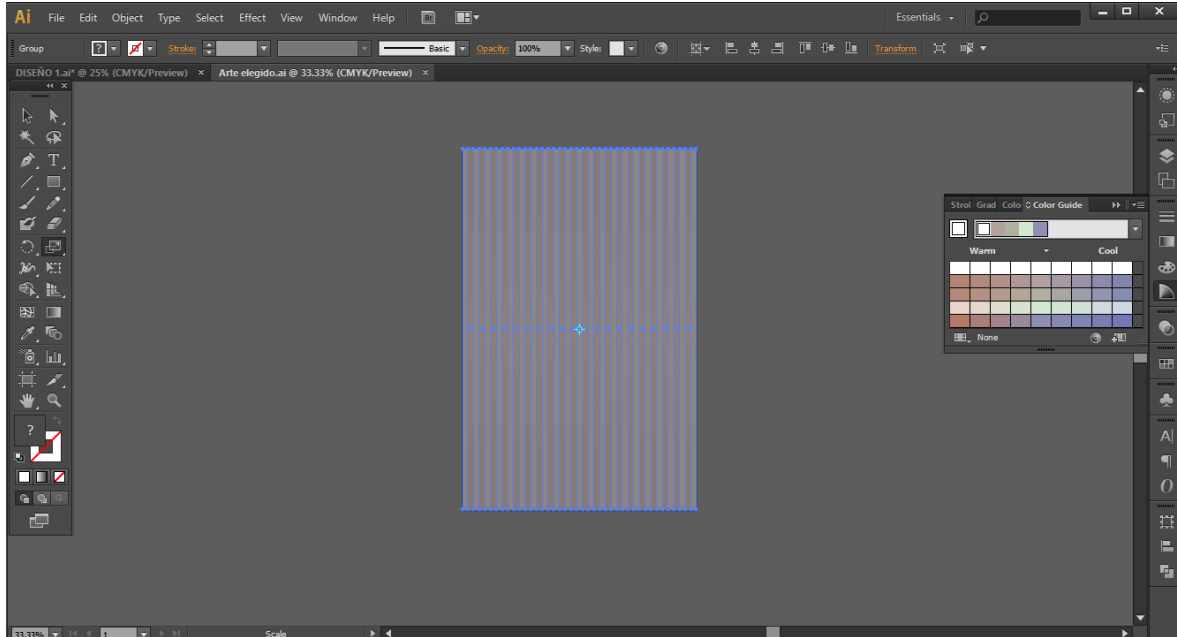 Ai File Edit Object Type Select Effect View Window Help Br Essentials
Group ? Stroke: Basic Opacity: 100% Style: Transform
DISEÑO 1.ai* @ 25% (CMYK/Preview) × Arte elegido.ai @ 33.33% (CMYK/Preview) ×
Strol Grad Colo Color Guide
Warm Cool
None
?
33.33% 1 Scale